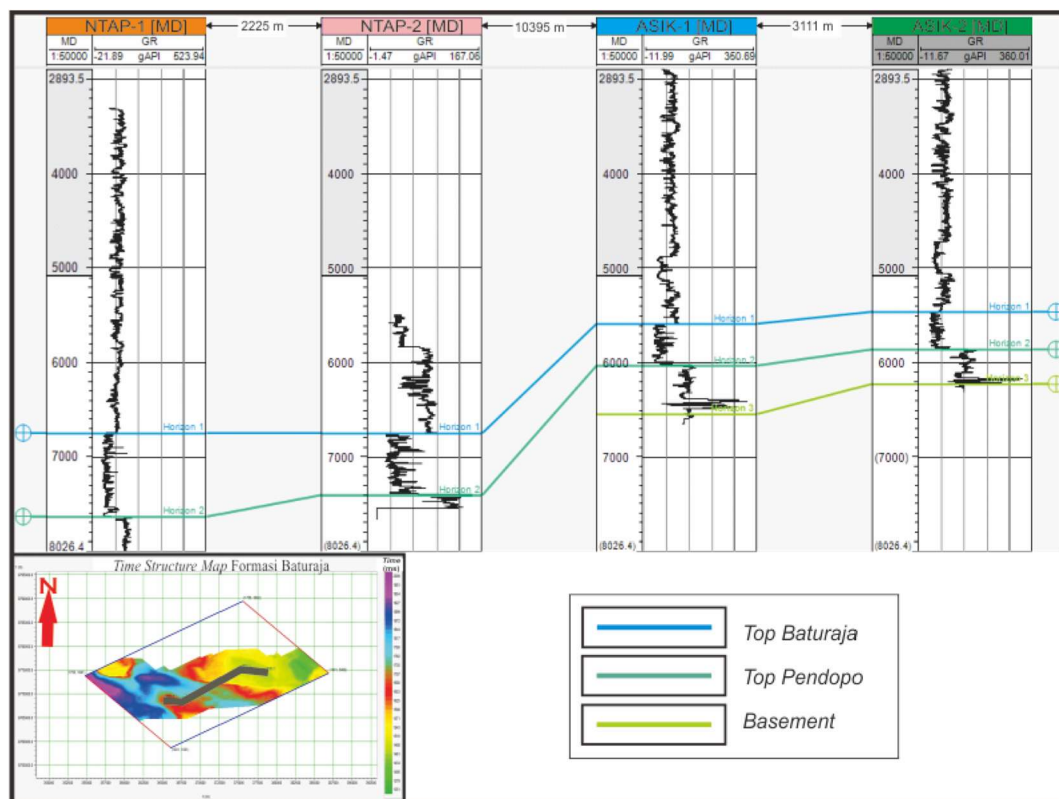 NTAP-1 [MD]
2225 m
NTAP-2 [MD]
10395 m
ASIK-1 [MD]
3111 m
ASIK-2 [MD]
MD
GR
MD
GR
MD
GR
MD
GR
1:50000
-21.89 gAPI 523.94
1:50000
-1.47 gAPI 167.06
1:50000
-11.99 gAPI 360.69
1:50000
-11.67 gAPI 360.01
2893.5
2893.5
2893.5
2893.5
4000
4000
4000
4000
5000
5000
5000
5000
Horizon 1
Horizon 1
Horizon 2
Horizon 2
6000
6000
6000
6000
Horizon 3
Horizon 3
Horizon 1
Horizon 1
7000
7000
7000
(7000)
Horizon 2
Horizon 2
(8026.4)
(8026.4)
(8026.4)
(8026.4)
Time Structure Map Formasi Baturaja
Time
(ms)
N
Top Baturaja
Top Pendopo
Basement